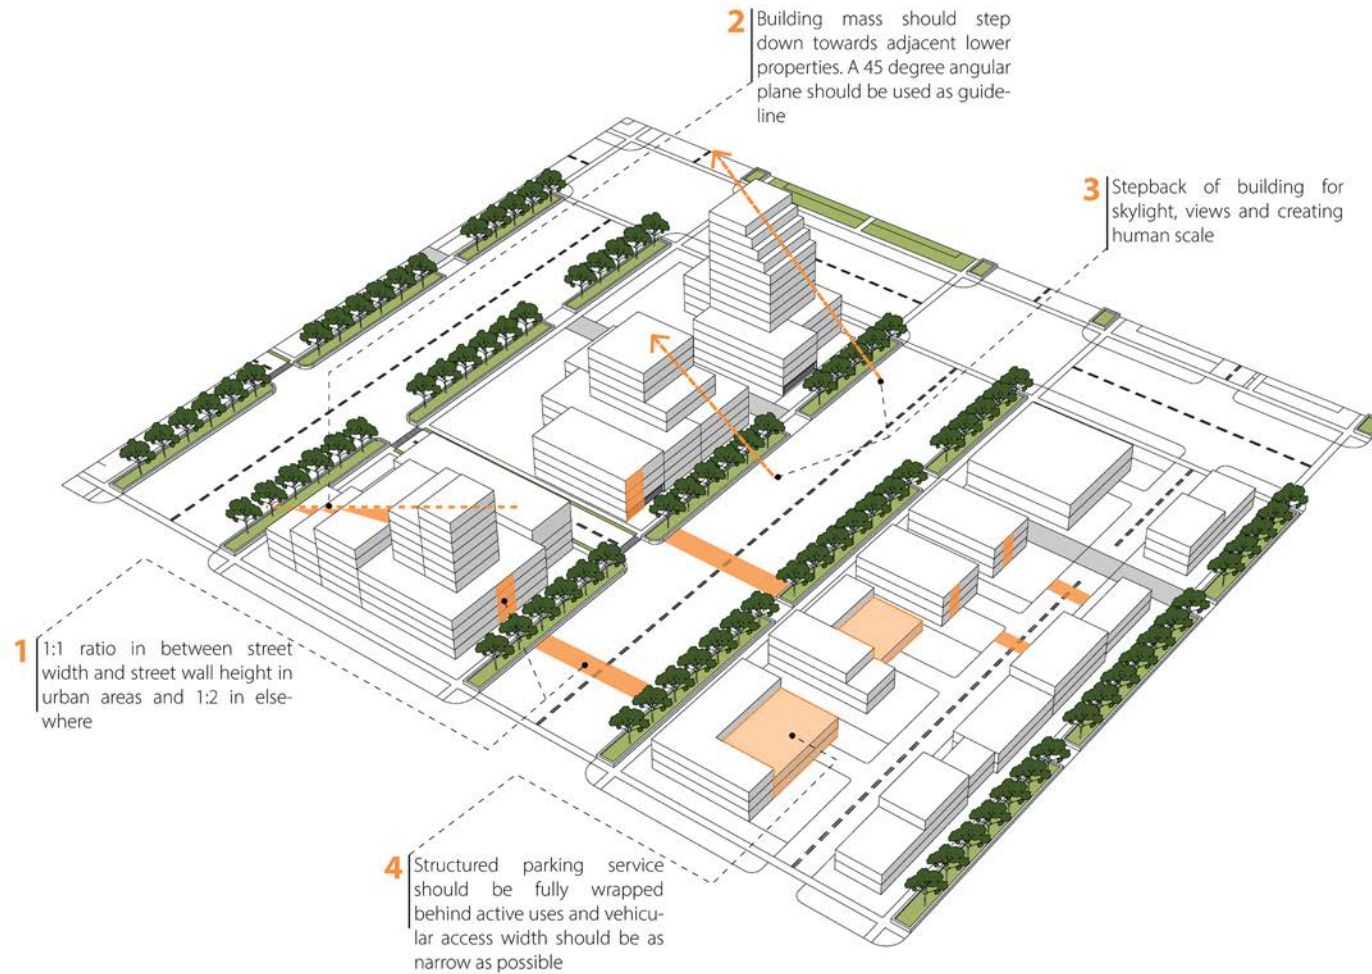 2
Building mass should step
down towards adjacent lower
properties. A 45 degree angular
plane should be used as guide-
line
3
Stepback of building for
skylight, views and creating
human scale
1
1:1 ratio in between street
width and street wall height in
urban areas and 1:2 in else-
where
4
Structured parking service
should be fully wrapped
behind active uses and vehicu-
lar access width should be as
narrow as possible